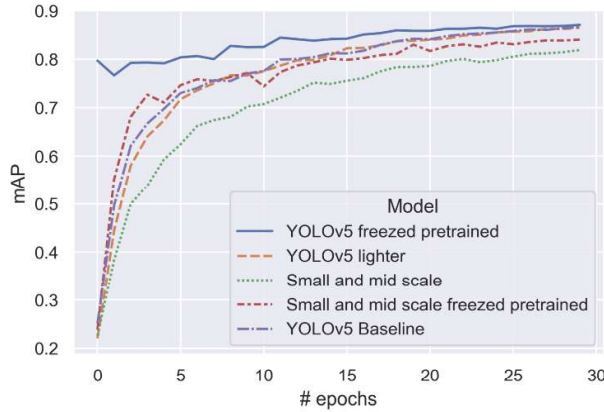 0.9
0.8
0.7
0.6
0.5
0.4
0.3
0.2
mAP
0
5
10
15
20
25
30
# epochs
Model
YOLOv5 freezed pretrained
YOLOv5 lighter
Small and mid scale
Small and mid scale freezed pretrained
YOLOv5 Baseline